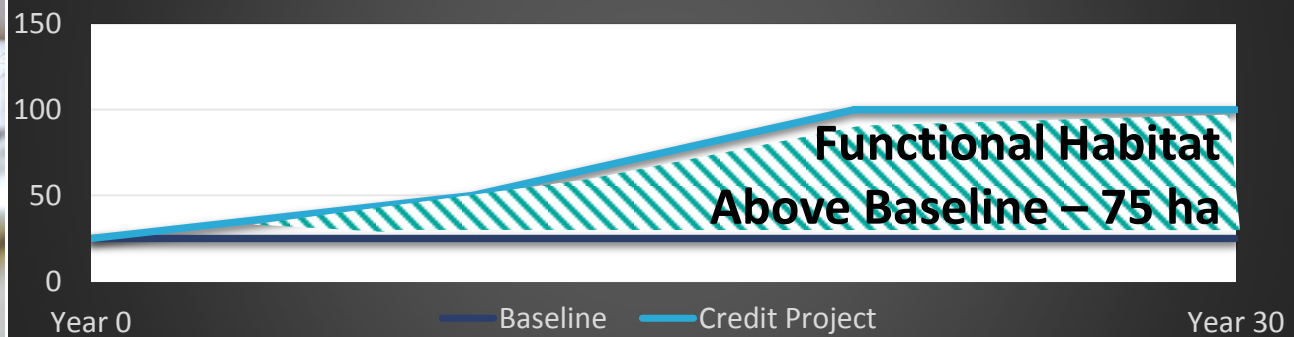 150
100
50
0
Functional Habitat
Above Baseline – 75 ha
Year 0
Baseline
Credit Project
Year 30